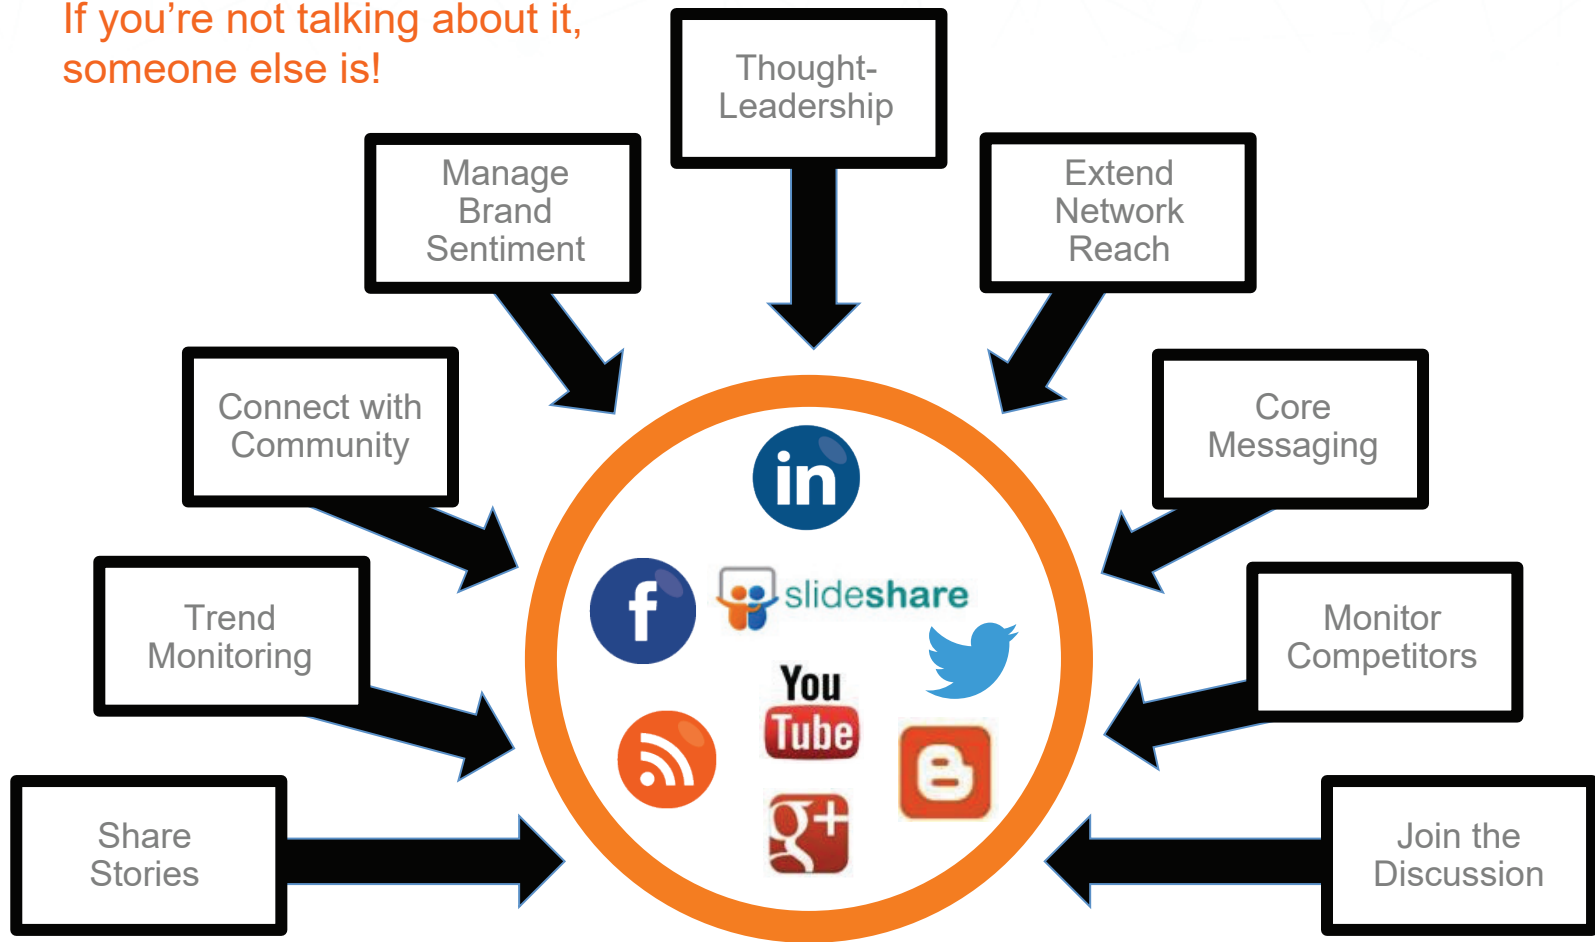 If you’re not talking about it,
someone else is!
Thought-
Leadership
Manage
Brand
Sentiment
Extend
Network
Reach
Connect with
Community
Core
Messaging
Trend
Monitoring
Monitor
Competitors
Share
Stories
Join the
Discussion
in
f
slideshare
You
Tube
B
g+